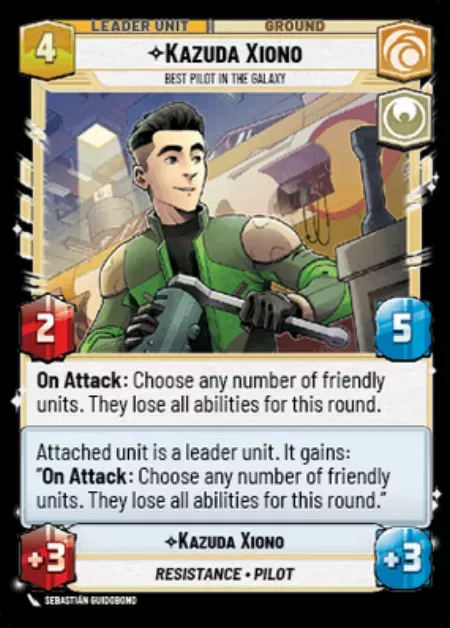 LEADER UNIT
GROUND
4
✧KAZUDA XIONO
BEST PILOT IN THE GALAXY
2
5
On Attack: Choose any number of friendly
units. They lose all abilities for this round.
Attached unit is a leader unit. It gains:
"On Attack: Choose any number of friendly
units. They lose all abilities for this round."
✧KAZUDA XIONO
+3
RESISTANCE • PILOT
+3
SEBASTIÁN GUIDOBONO